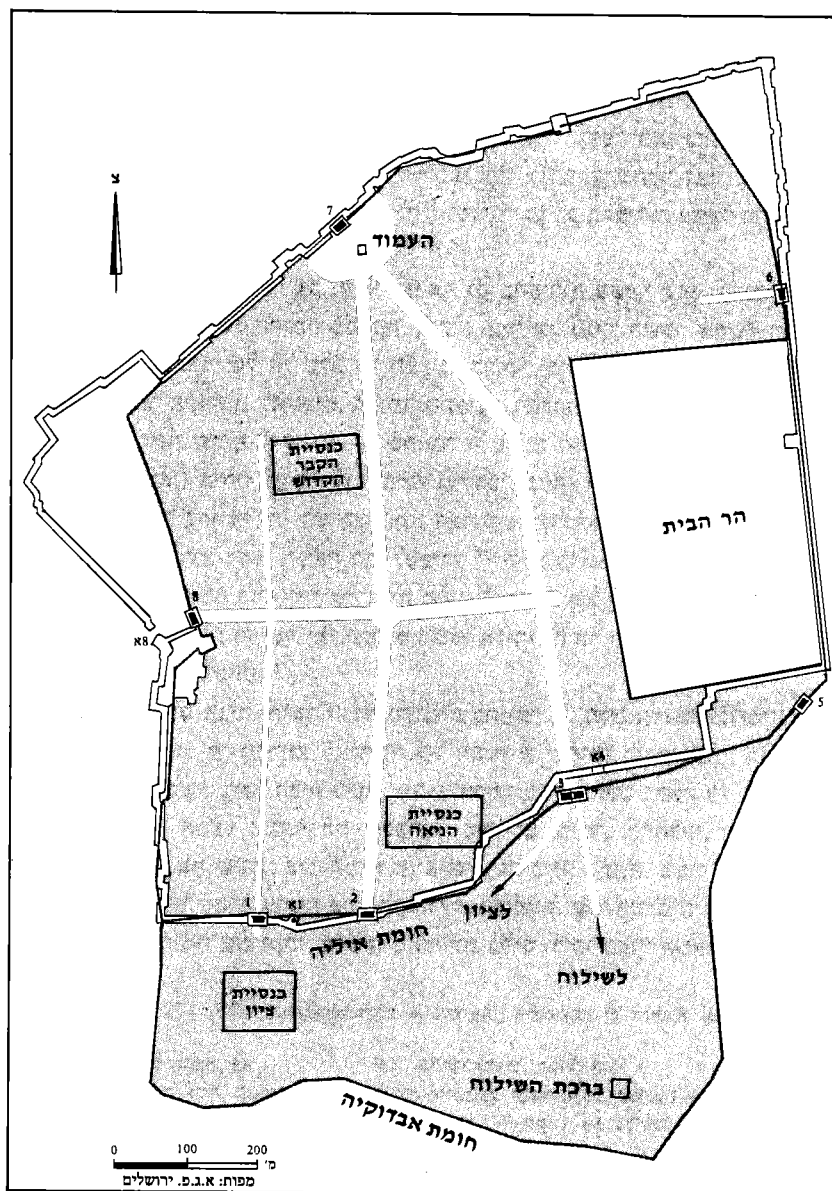 צ
7
העמוד
6
כנסיית
הקבר
הקדוש
הר הבית
8
8א
5
4א
3
4
כנסיית
הניאה
1
1א
2
לציון
חומת איליה
לשילוח
כנסיית
ציון
ברכת השילוח
חומת אבדוקיה
0 100 200 מ'
מפות: א.ג.פ. ירושלים